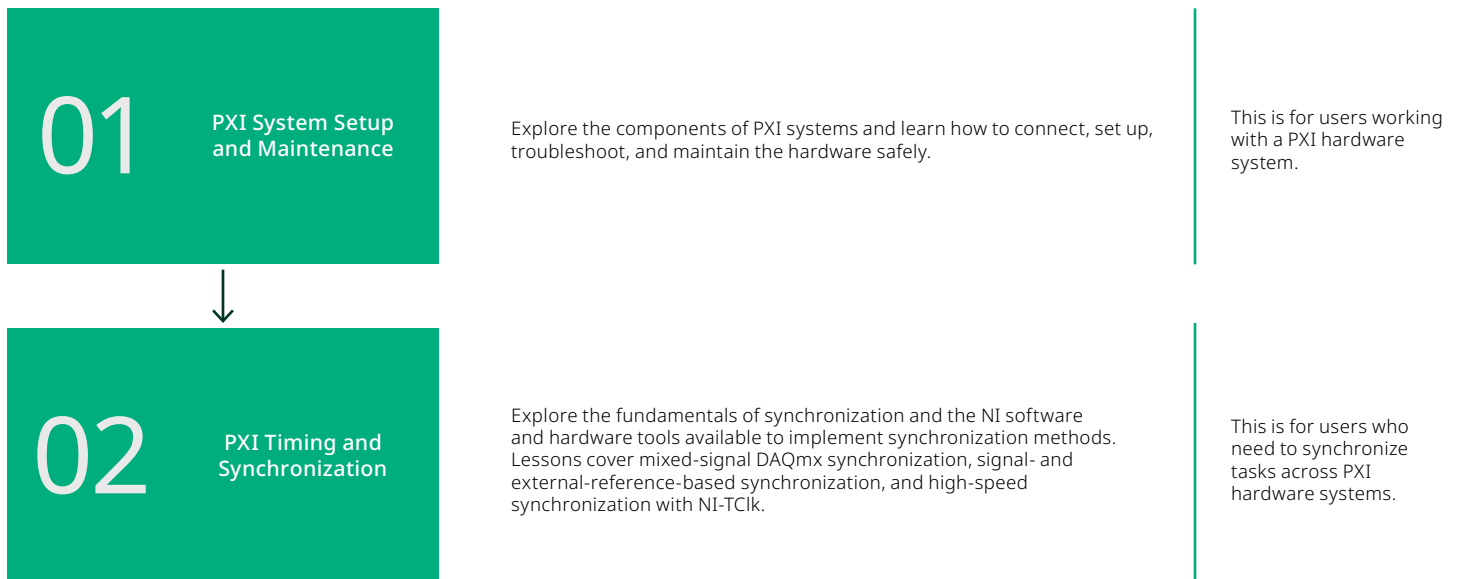 01
PXI System Setup
and Maintenance
Explore the components of PXI systems and learn how to connect, set up,
troubleshoot, and maintain the hardware safely.
This is for users working
with a PXI hardware
system.
02
PXI Timing and
Synchronization
Explore the fundamentals of synchronization and the NI software
and hardware tools available to implement synchronization methods.
Lessons cover mixed-signal DAQmx synchronization, signal- and
external-reference-based synchronization, and high-speed
synchronization with NI-TClk.
This is for users who
need to synchronize
tasks across PXI
hardware systems.